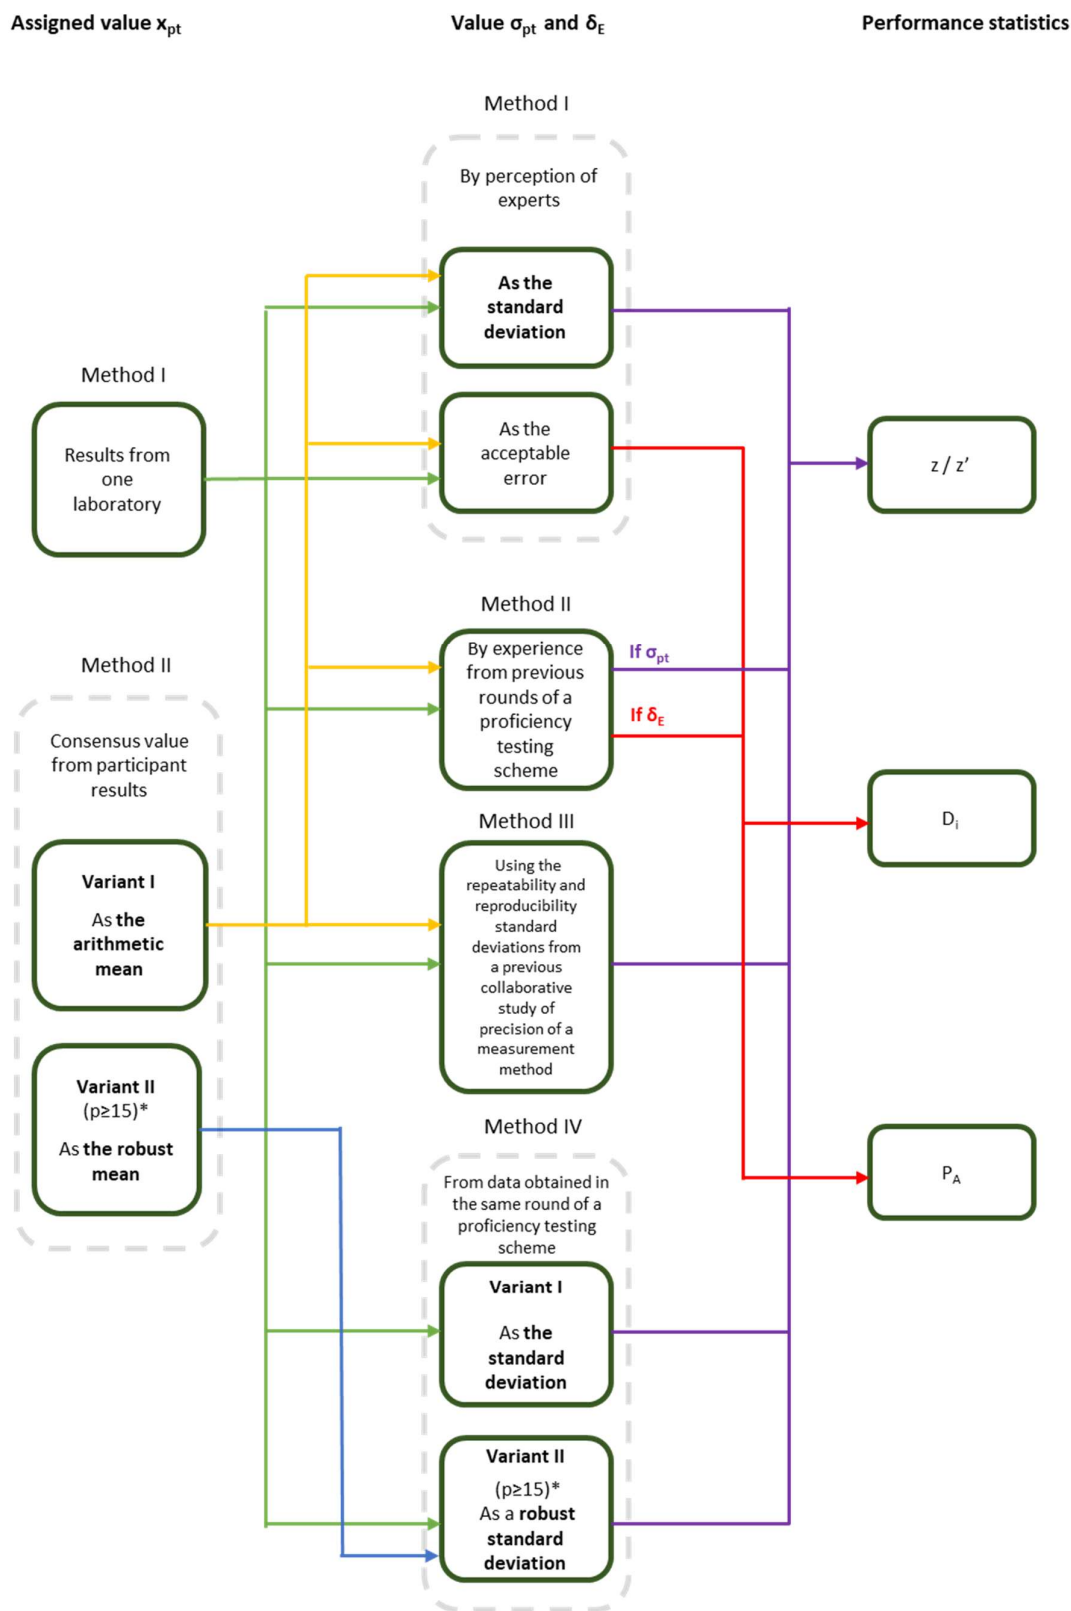 Assigned value xpt
Value σpt and δE
Performance statistics
Method I
By perception of
experts
As the
standard
deviation
As the
acceptable
error
Method I
Results from
one
laboratory
z / z’
Method II
By experience
from previous
rounds of a
proficiency
testing
scheme
If σpt
If δE
Method II
Consensus value
from participant
results
Variant I
As the
arithmetic
mean
Variant II
(p≥15)*
As the robust
mean
Method III
Using the
repeatability and
reproducibility
standard
deviations from
a previous
collaborative
study of
precision of a
measurement
method
Di
Method IV
From data obtained in
the same round of a
proficiency testing
scheme
Variant I
As the
standard
deviation
Variant II
(p≥15)*
As a robust
standard
deviation
PA